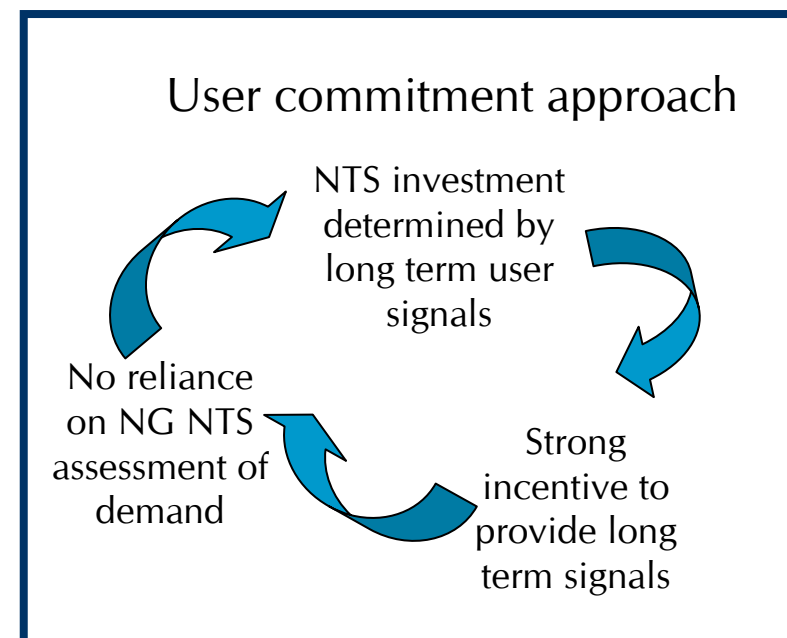 User commitment approach
NTS investment
determined by
long term user
signals
Strong
incentive to
provide long
term signals
No reliance
on NG NTS
assessment of
demand